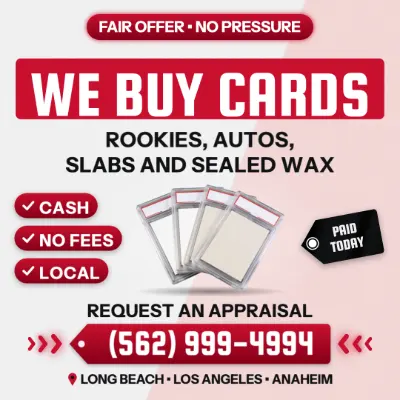 FAIR OFFER • NO PRESSURE
WE BUY CARDS
ROOKIES, AUTOS,
SLABS AND SEALED WAX
CASH
NO FEES
LOCAL
PAID
TODAY
REQUEST AN APPRAISAL
(562) 999-4994
LONG BEACH • LOS ANGELES • ANAHEIM